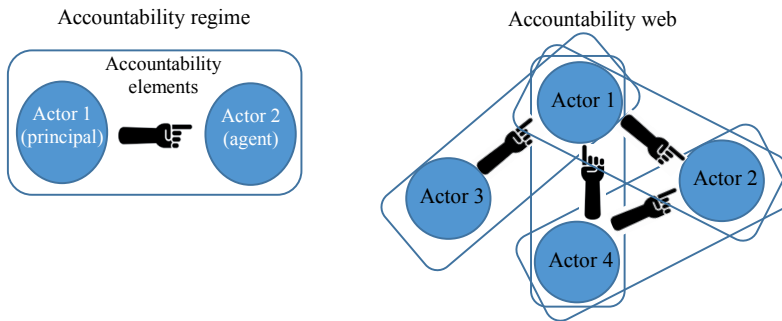 Accountability regime
Accountability
elements
Actor 1
(principal)
Actor 2
(agent)
Accountability web
Actor 1
Actor 2
Actor 3
Actor 4